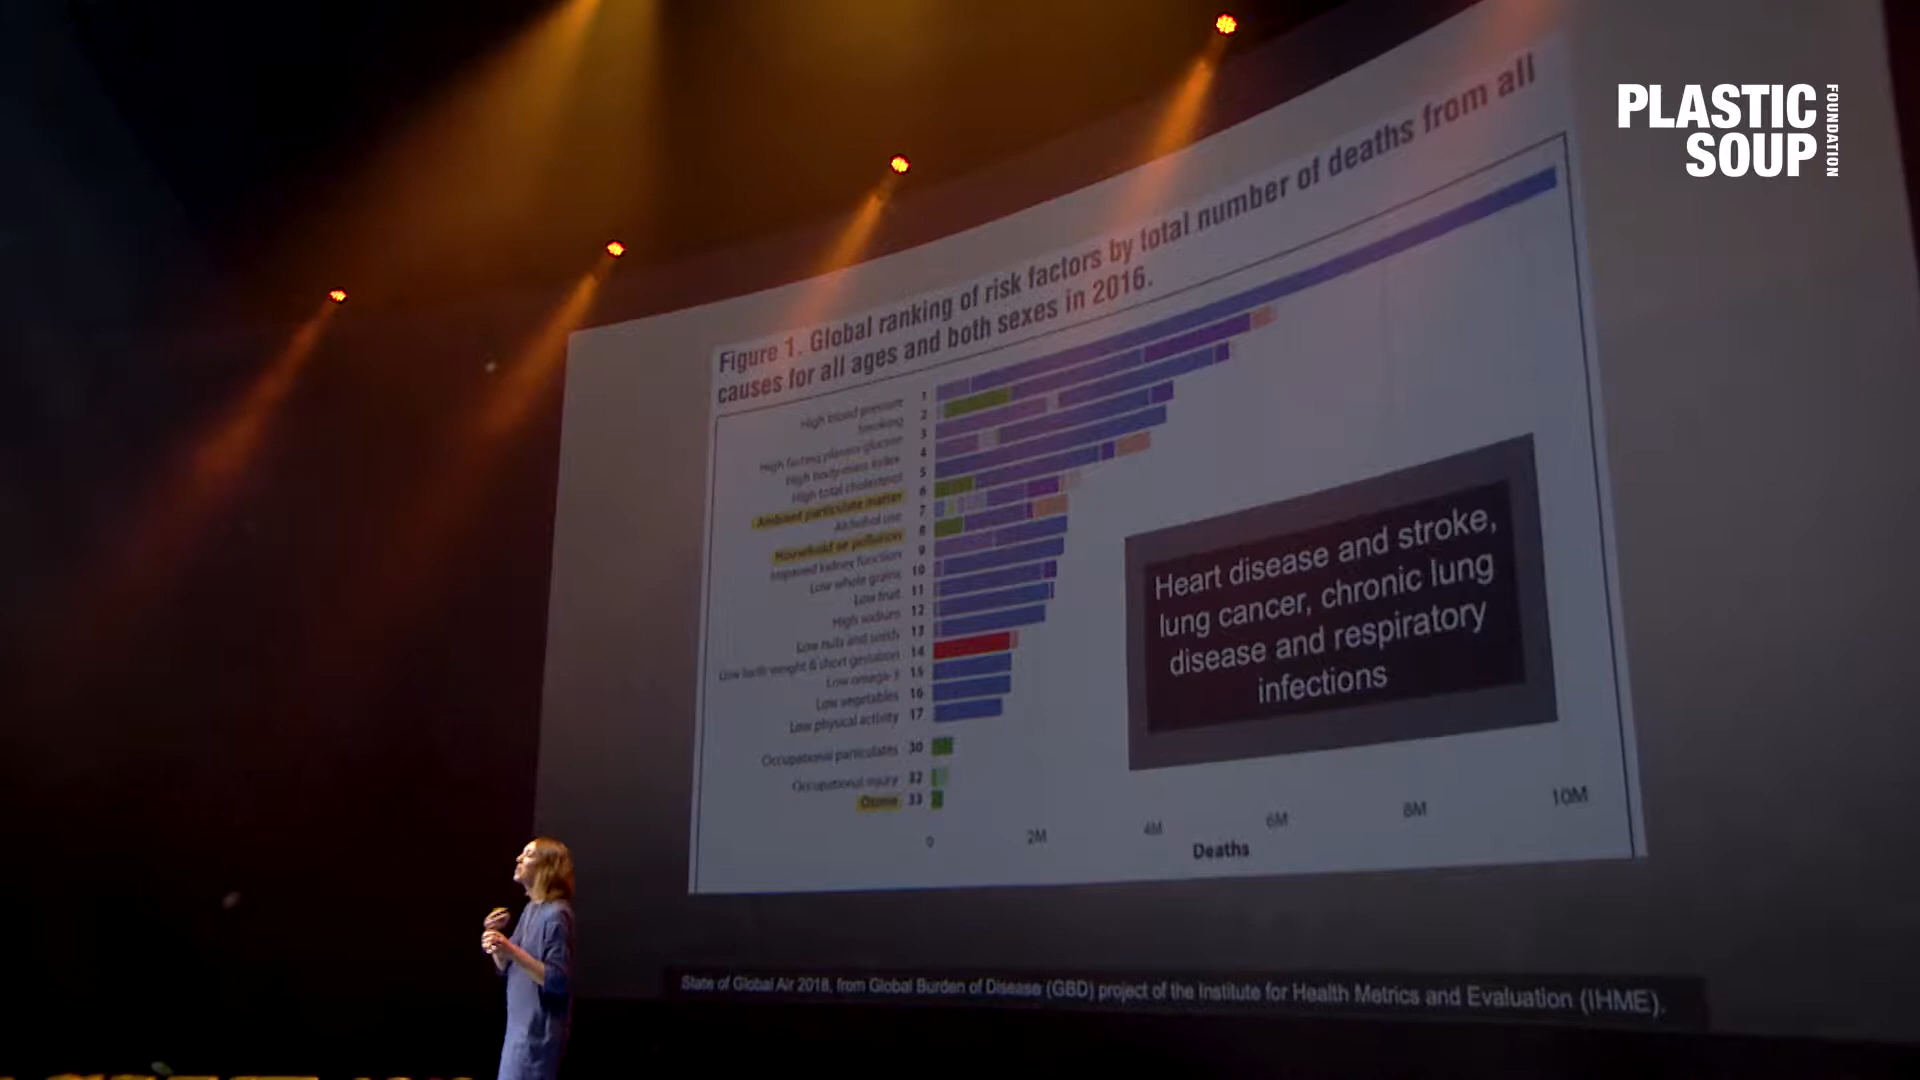 PLASTIC
SOUP
FOUNDATION
Figure 1. Global ranking of risk factors by total number of deaths from all
causes for all ages and both sexes in 2016.
High blood pressure 1
Smoking 2
High fasting plasma glucose 3
High body-mass index 4
High total cholesterol 5
Ambient particulate matter 6
Alcohol use 7
Household air pollution 8
Impaired kidney function 9
Low whole grains 10
Low fruit 11
High sodium 12
Low nuts and seeds 13
Low birth weight & short gestation 14
Low omega-3 15
Low vegetables 16
Low physical activity 17
Occupational particulates 30
Occupational injury 32
Ozone 33
0 2M 4M 6M 8M 10M
Deaths
Heart disease and stroke,
lung cancer, chronic lung
disease and respiratory
infections
State of Global Air 2018, from Global Burden of Disease (GBD) project of the Institute for Health Metrics and Evaluation (IHME).